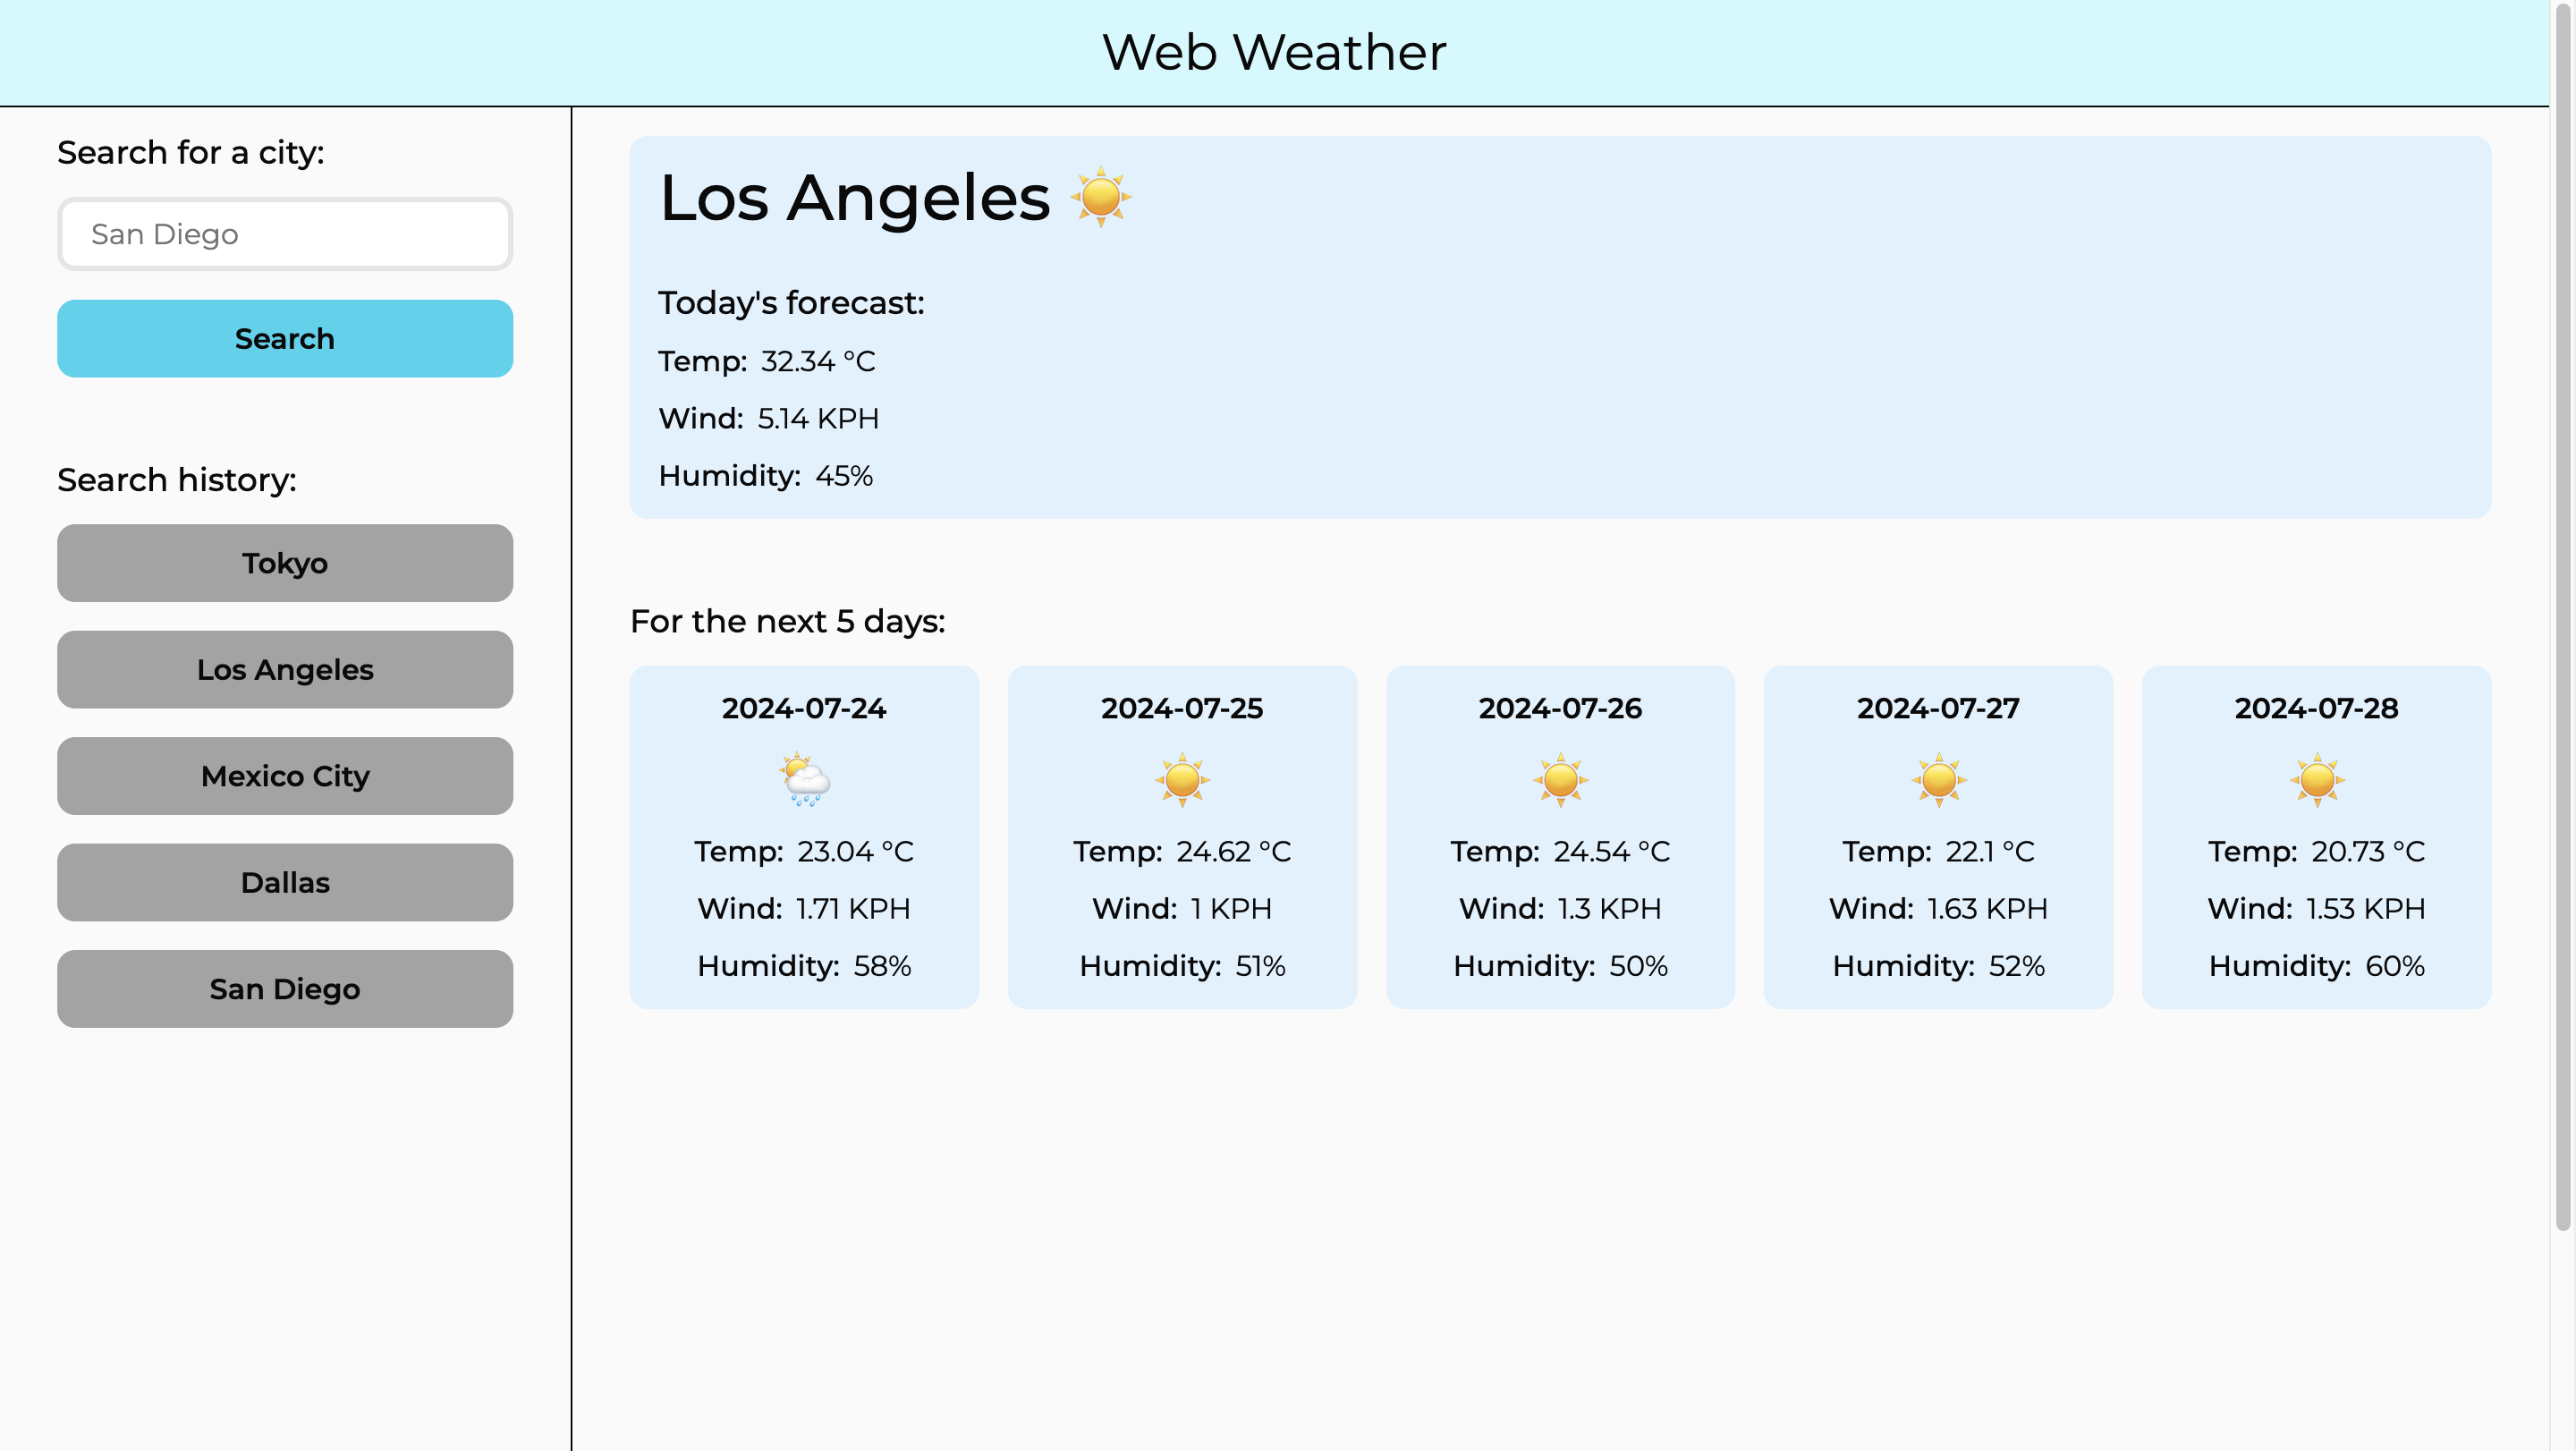 Web Weather
Search for a city:
San Diego
Search
Search history:
Tokyo
Los Angeles
Mexico City
Dallas
San Diego
Los Angeles
Today's forecast:
Temp: 32.34 °C
Wind: 5.14 KPH
Humidity: 45%
For the next 5 days:
2024-07-24
Temp: 23.04 °C
Wind: 1.71 KPH
Humidity: 58%
2024-07-25
Temp: 24.62 °C
Wind: 1 KPH
Humidity: 51%
2024-07-26
Temp: 24.54 °C
Wind: 1.3 KPH
Humidity: 50%
2024-07-27
Temp: 22.1 °C
Wind: 1.63 KPH
Humidity: 52%
2024-07-28
Temp: 20.73 °C
Wind: 1.53 KPH
Humidity: 60%